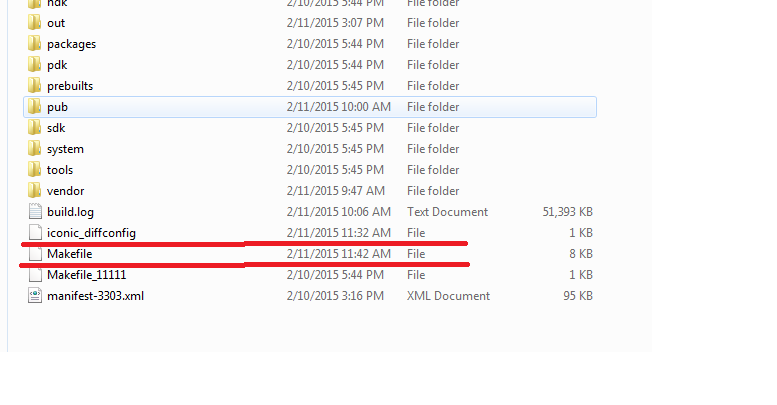 ndk 2/10/2015 5:44 PM File folder
out 2/11/2015 3:07 PM File folder
packages 2/10/2015 5:44 PM File folder
pdk 2/10/2015 5:44 PM File folder
prebuilts 2/10/2015 5:45 PM File folder
pub 2/11/2015 10:00 AM File folder
sdk 2/10/2015 5:45 PM File folder
system 2/10/2015 5:45 PM File folder
tools 2/10/2015 5:45 PM File folder
vendor 2/11/2015 9:47 AM File folder
build.log 2/11/2015 10:06 AM Text Document 51,393 KB
iconic_diffconfig 2/11/2015 11:32 AM File 1 KB
Makefile 2/11/2015 11:42 AM File 8 KB
Makefile_11111 2/10/2015 5:44 PM File 1 KB
manifest-3303.xml 2/10/2015 3:16 PM XML Document 95 KB